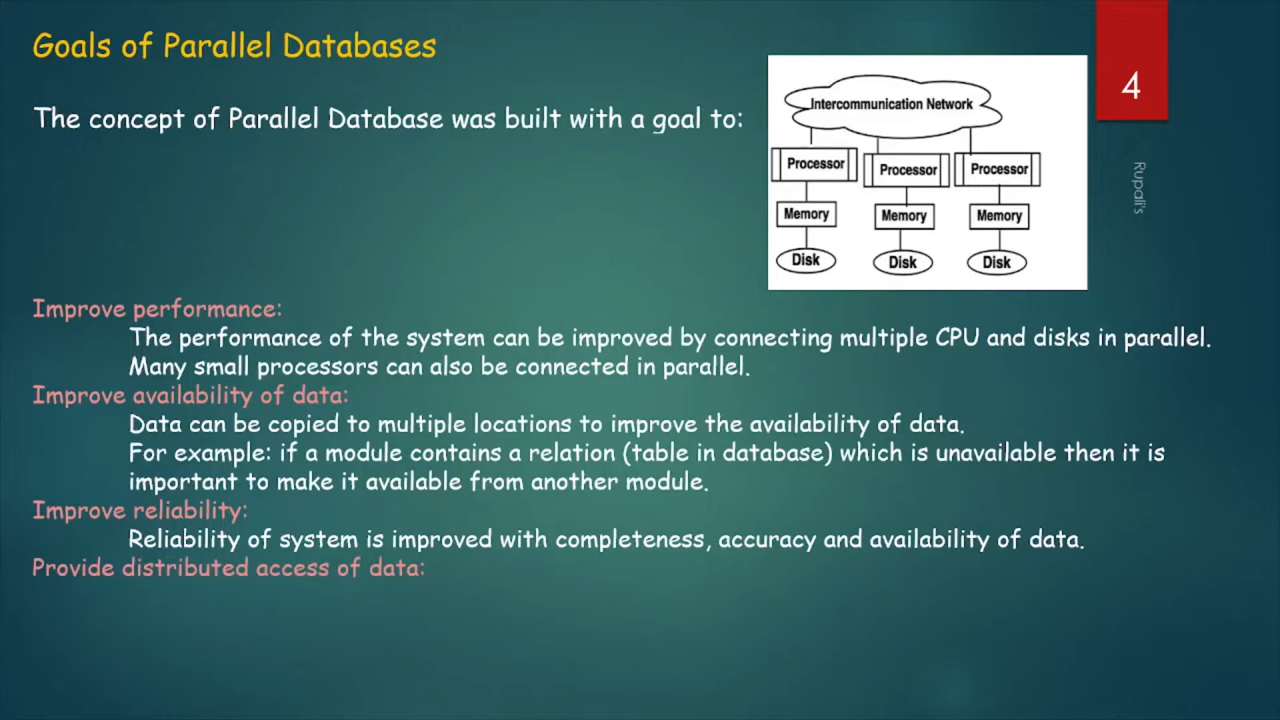 Goals of Parallel Databases
4
The concept of Parallel Database was built with a goal to:
Intercommunication Network
Processor
Processor
Processor
Memory
Memory
Memory
Disk
Disk
Disk
Rupali's
Improve performance:
The performance of the system can be improved by connecting multiple CPU and disks in parallel.
Many small processors can also be connected in parallel.
Improve availability of data:
Data can be copied to multiple locations to improve the availability of data.
For example: if a module contains a relation (table in database) which is unavailable then it is
important to make it available from another module.
Improve reliability:
Reliability of system is improved with completeness, accuracy and availability of data.
Provide distributed access of data: